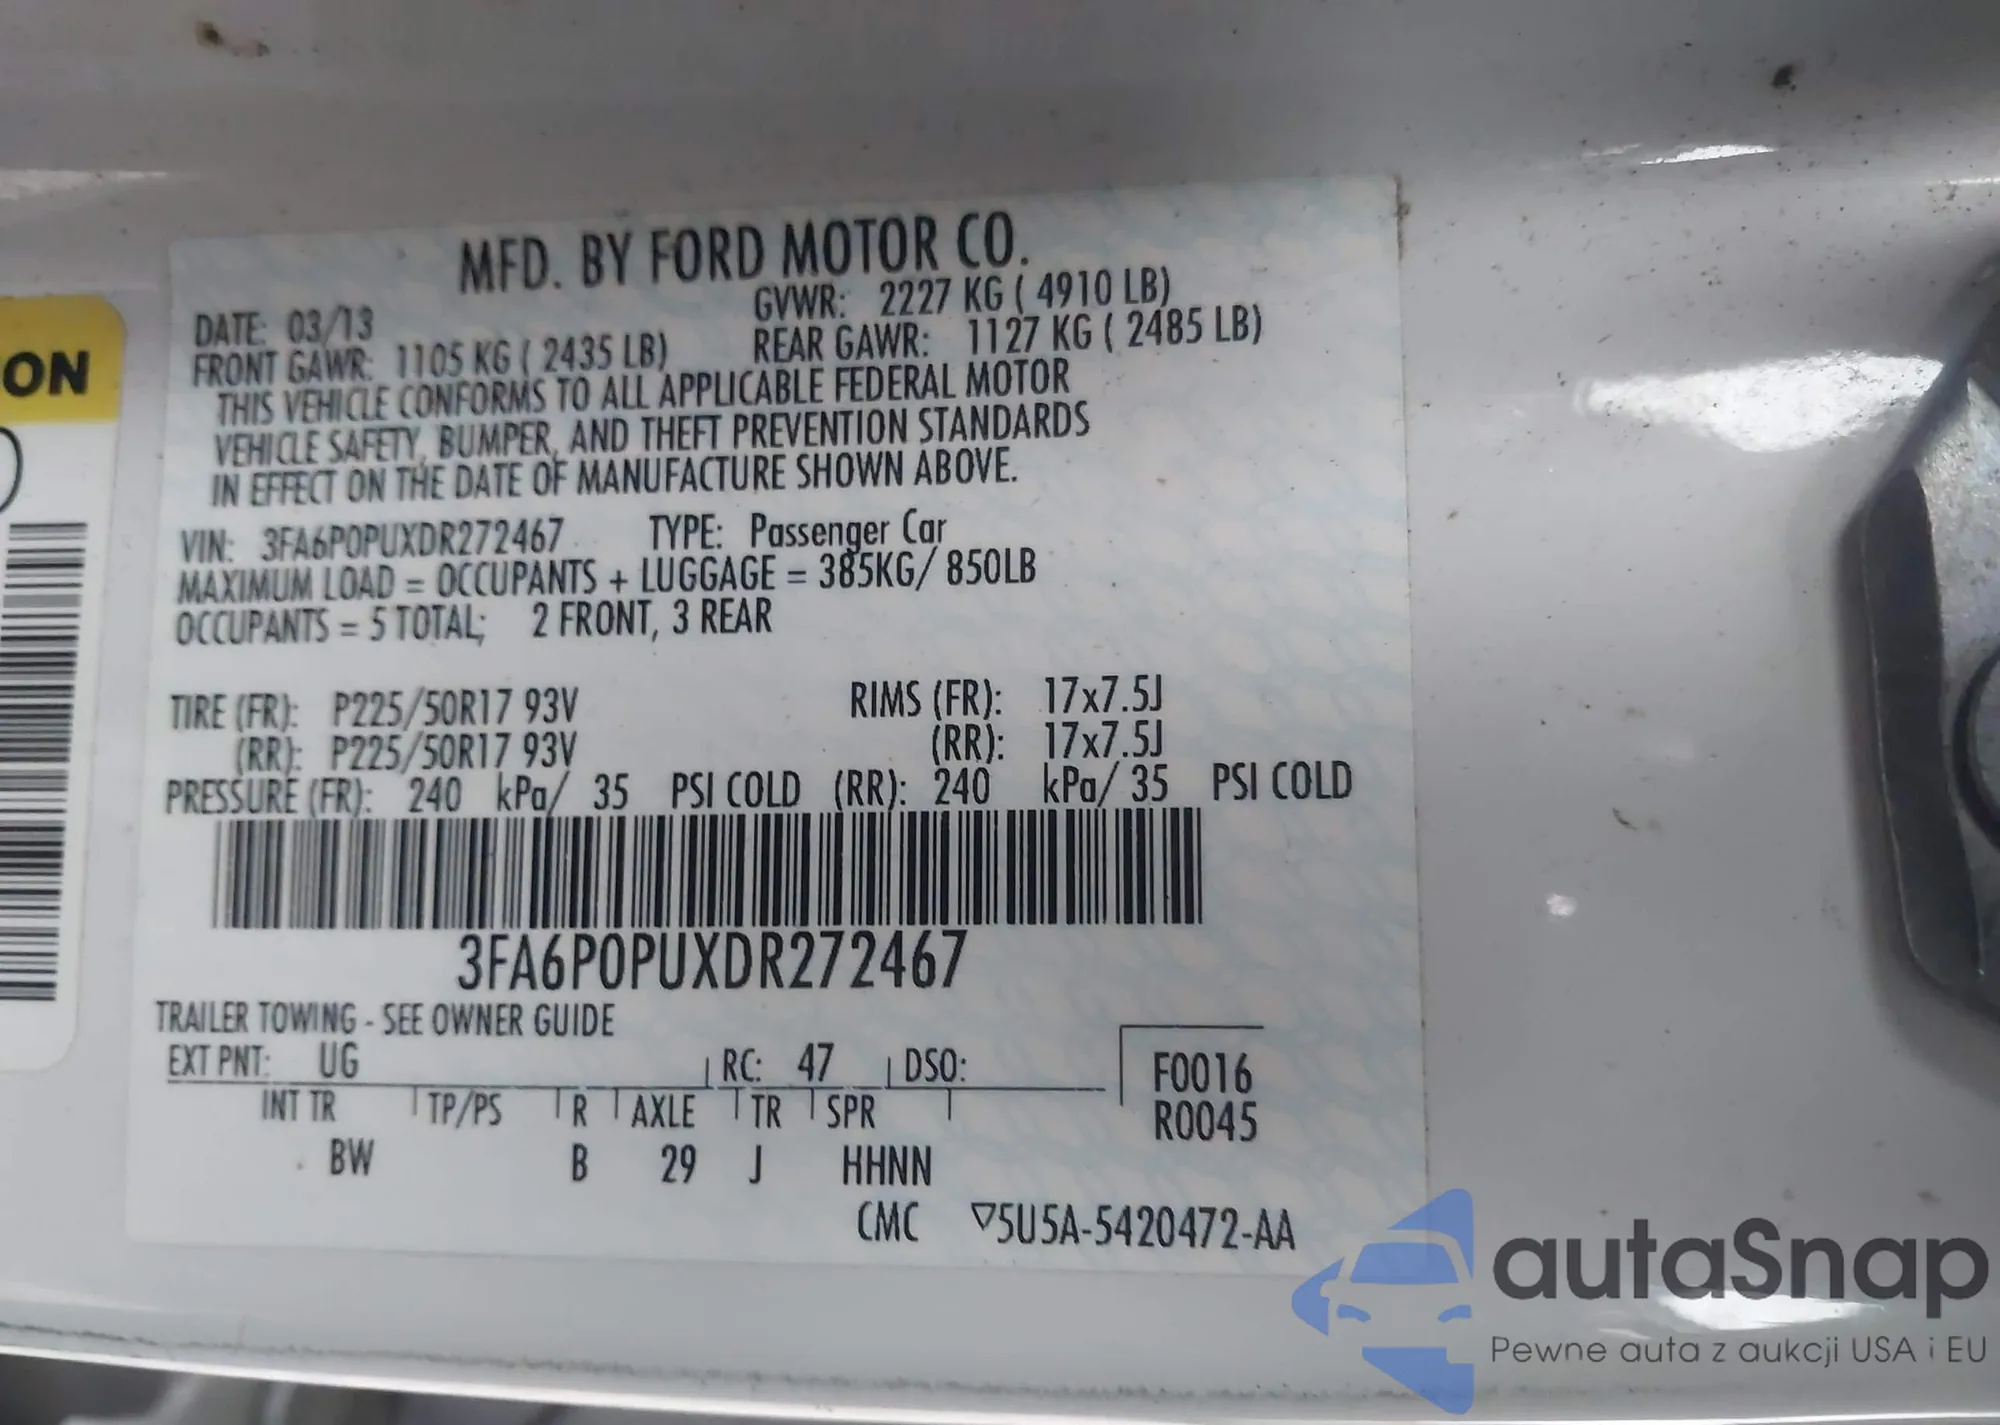 ON
MFD. BY FORD MOTOR CO.
DATE: 03/13 GVWR: 2227 KG ( 4910 LB)
FRONT GAWR: 1105 KG ( 2435 LB) REAR GAWR: 1127 KG ( 2485 LB)
THIS VEHICLE CONFORMS TO ALL APPLICABLE FEDERAL MOTOR
VEHICLE SAFETY, BUMPER, AND THEFT PREVENTION STANDARDS
IN EFFECT ON THE DATE OF MANUFACTURE SHOWN ABOVE.
VIN: 3FA6P0PUXDR272467 TYPE: Passenger Car
MAXIMUM LOAD = OCCUPANTS + LUGGAGE = 385KG/ 850LB
OCCUPANTS = 5 TOTAL; 2 FRONT, 3 REAR
TIRE (FR): P225/50R17 93V RIMS (FR): 17x7.5J
(RR): P225/50R17 93V (RR): 17x7.5J
PRESSURE (FR): 240 kPa/ 35 PSI COLD (RR): 240 kPa/ 35 PSI COLD
3FA6P0PUXDR272467
TRAILER TOWING - SEE OWNER GUIDE
EXT PNT: UG RC: 47 DSO: F0016
INT TR TP/PS R AXLE TR SPR R0045
BW B 29 J HHNN
CMC ▽5U5A-5420472-AA
autaSnap
Pewne auta z aukcji USA i EU